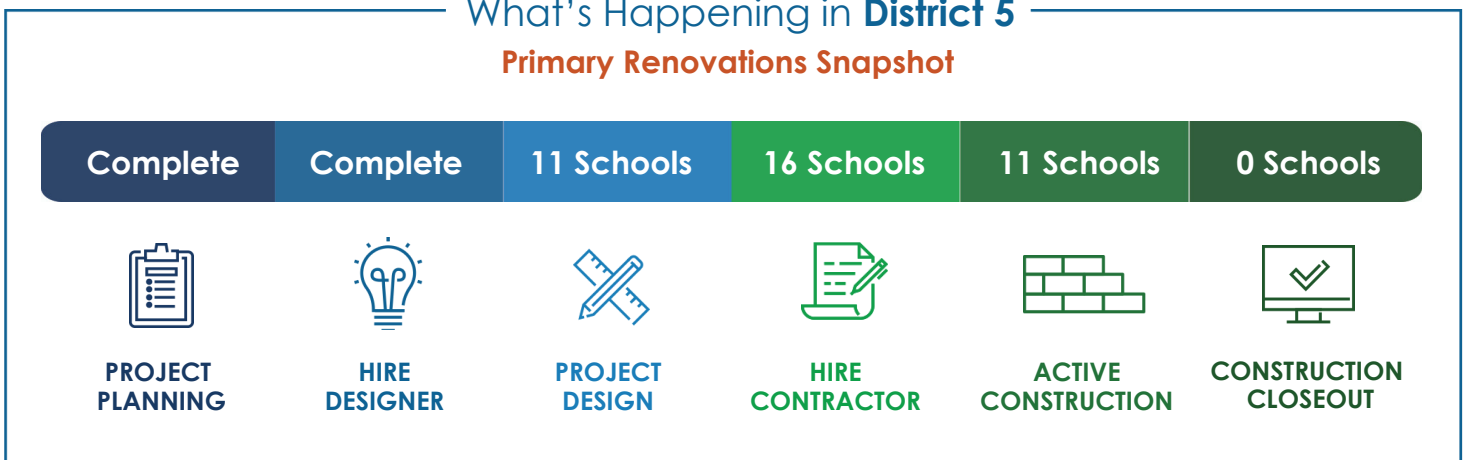 What's Happening in District 5
Primary Renovations Snapshot
Complete
Complete
11 Schools
16 Schools
11 Schools
0 Schools
PROJECT
PLANNING
HIRE
DESIGNER
PROJECT
DESIGN
HIRE
CONTRACTOR
ACTIVE
CONSTRUCTION
CONSTRUCTION
CLOSEOUT